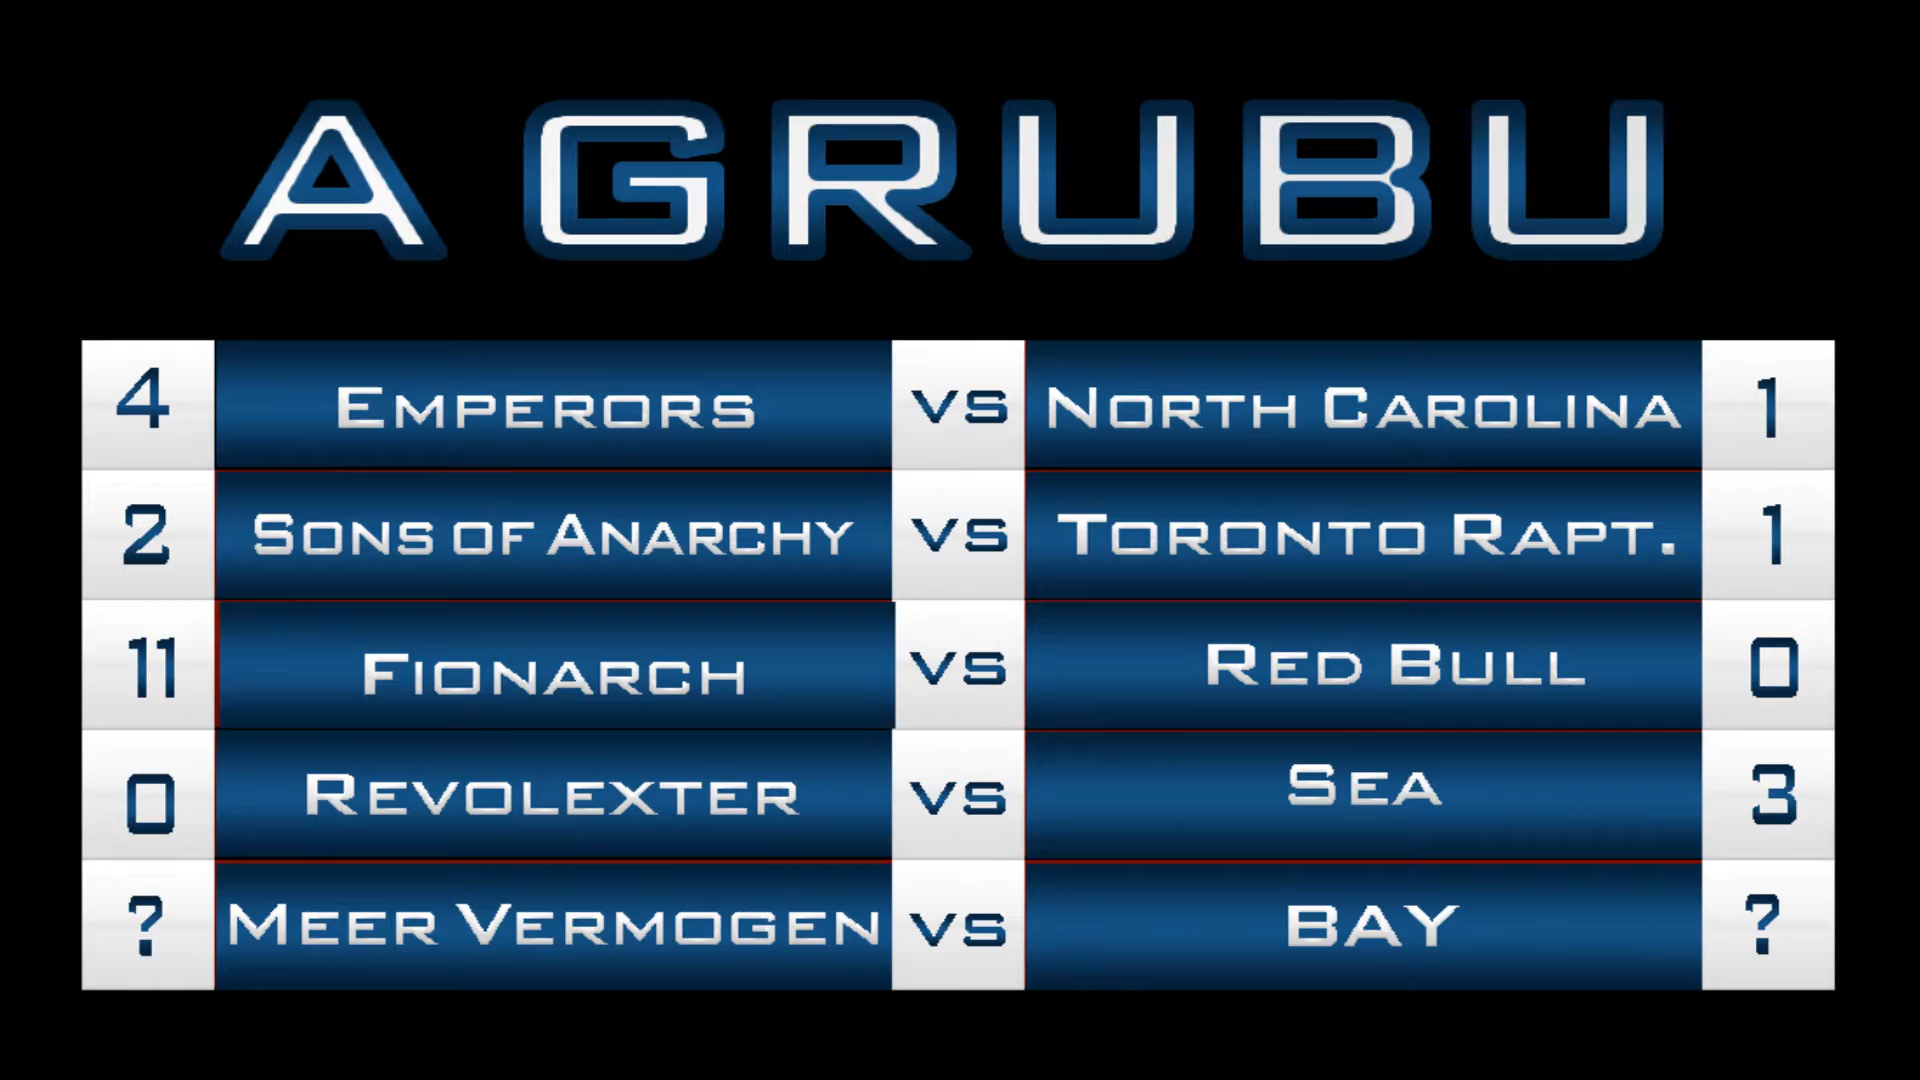 A GRUBU
4 EMPERORS VS NORTH CAROLINA 1
2 SONS OF ANARCHY VS TORONTO RAPT. 1
11 FIONARCH VS RED BULL 0
0 REVOLEXTER VS SEA 3
? MEER VERMOGEN VS BAY ?